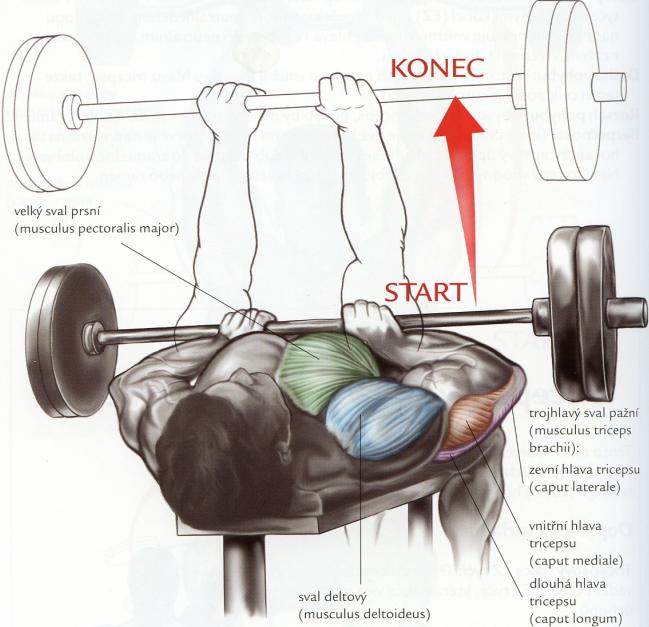 KONEC
velký sval prsní
(musculus pectoralis major)
START
trojhlavý sval pažní
(musculus triceps
brachii):
zevní hlava tricepsu
(caput laterale)
vnitřní hlava
tricepsu
(caput mediale)
dlouhá hlava
tricepsu
(caput longum)
sval deltový
(musculus deltoideus)